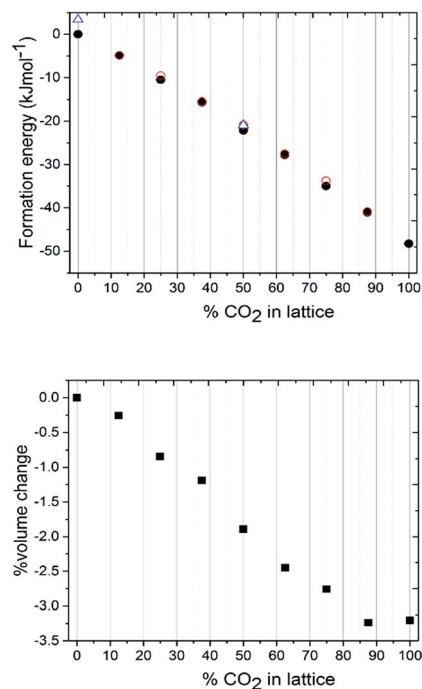 Formation energy (kJmol-1)
0
-10
-20
-30
-40
-50
0 10 20 30 40 50 60 70 80 90 100
% CO2 in lattice
%volume change
0.0
-0.5
-1.0
-1.5
-2.0
-2.5
-3.0
-3.5
0 10 20 30 40 50 60 70 80 90 100
% CO2 in lattice